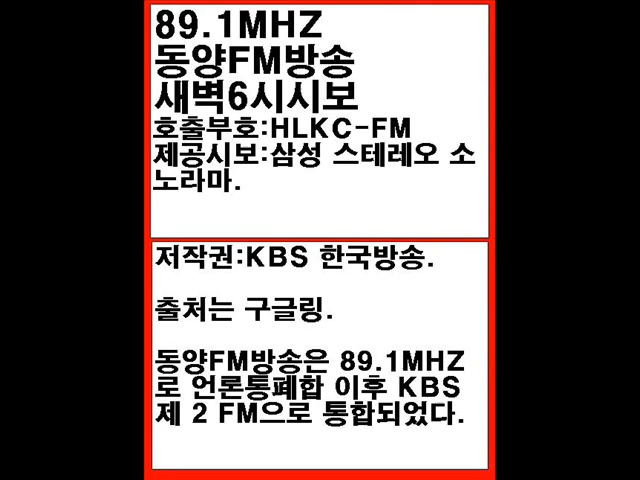 89.1MHZ
동양FM방송
새벽6시시보
호출부호:HLKC-FM
제공시보:삼성 스테레오 소
노라마.
저작권:KBS 한국방송.
출처는 구글링.
동양FM방송은 89.1MHZ
로 언론통폐합 이후 KBS
제 2 FM으로 통합되었다.